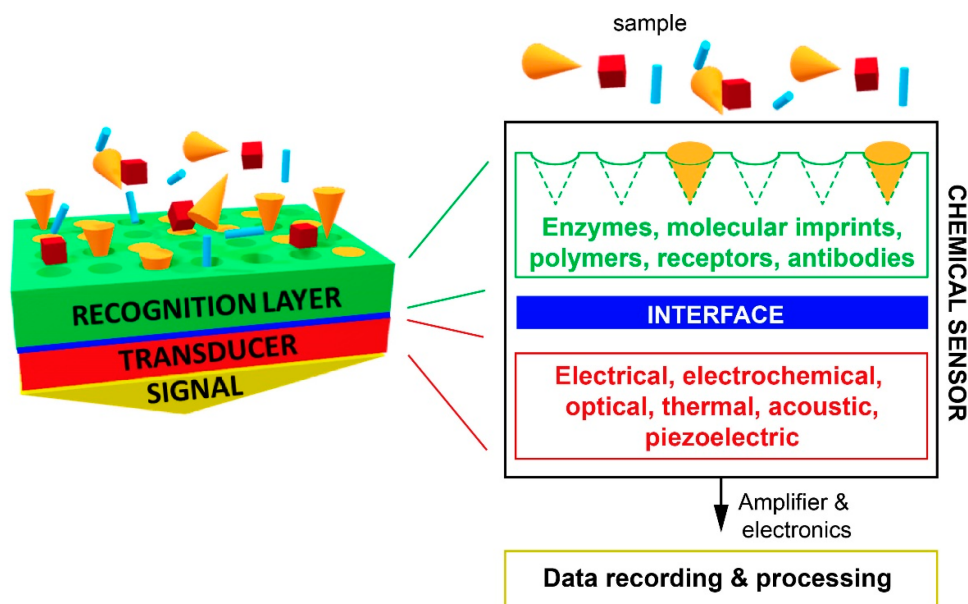 sample
RECOGNITION LAYER
TRANSDUCER
SIGNAL
Enzymes, molecular imprints,
polymers, receptors, antibodies
INTERFACE
Electrical, electrochemical,
optical, thermal, acoustic,
piezoelectric
CHEMICAL SENSOR
Amplifier &
electronics
Data recording & processing